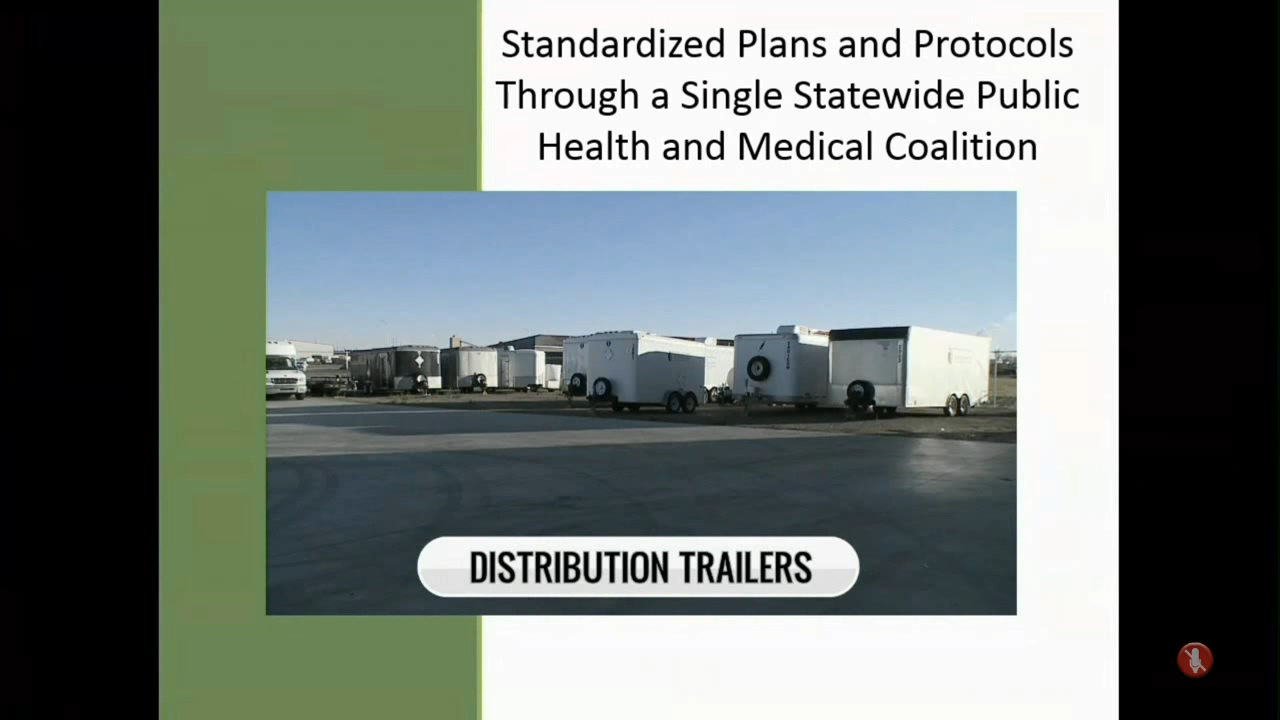 Standardized Plans and Protocols
Through a Single Statewide Public
Health and Medical Coalition
DISTRIBUTION TRAILERS